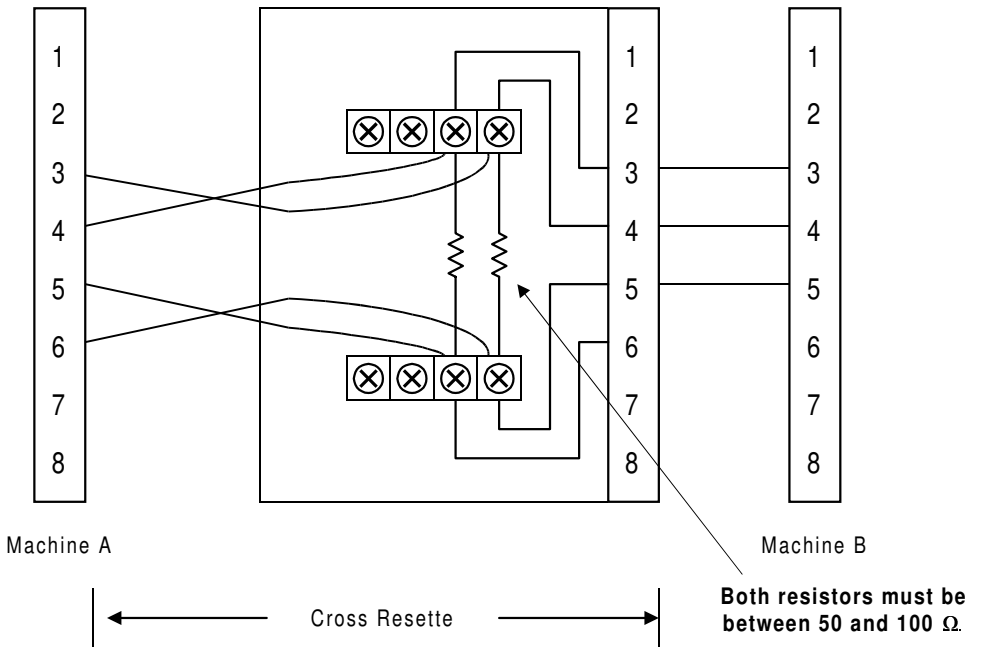 1 1 1
2 2 2
3 3 3
4 4 4
5 5 5
6 6 6
7 7 7
8 8 8
Machine A
Machine B
Cross Resette
Both resistors must be
between 50 and 100 Ω.